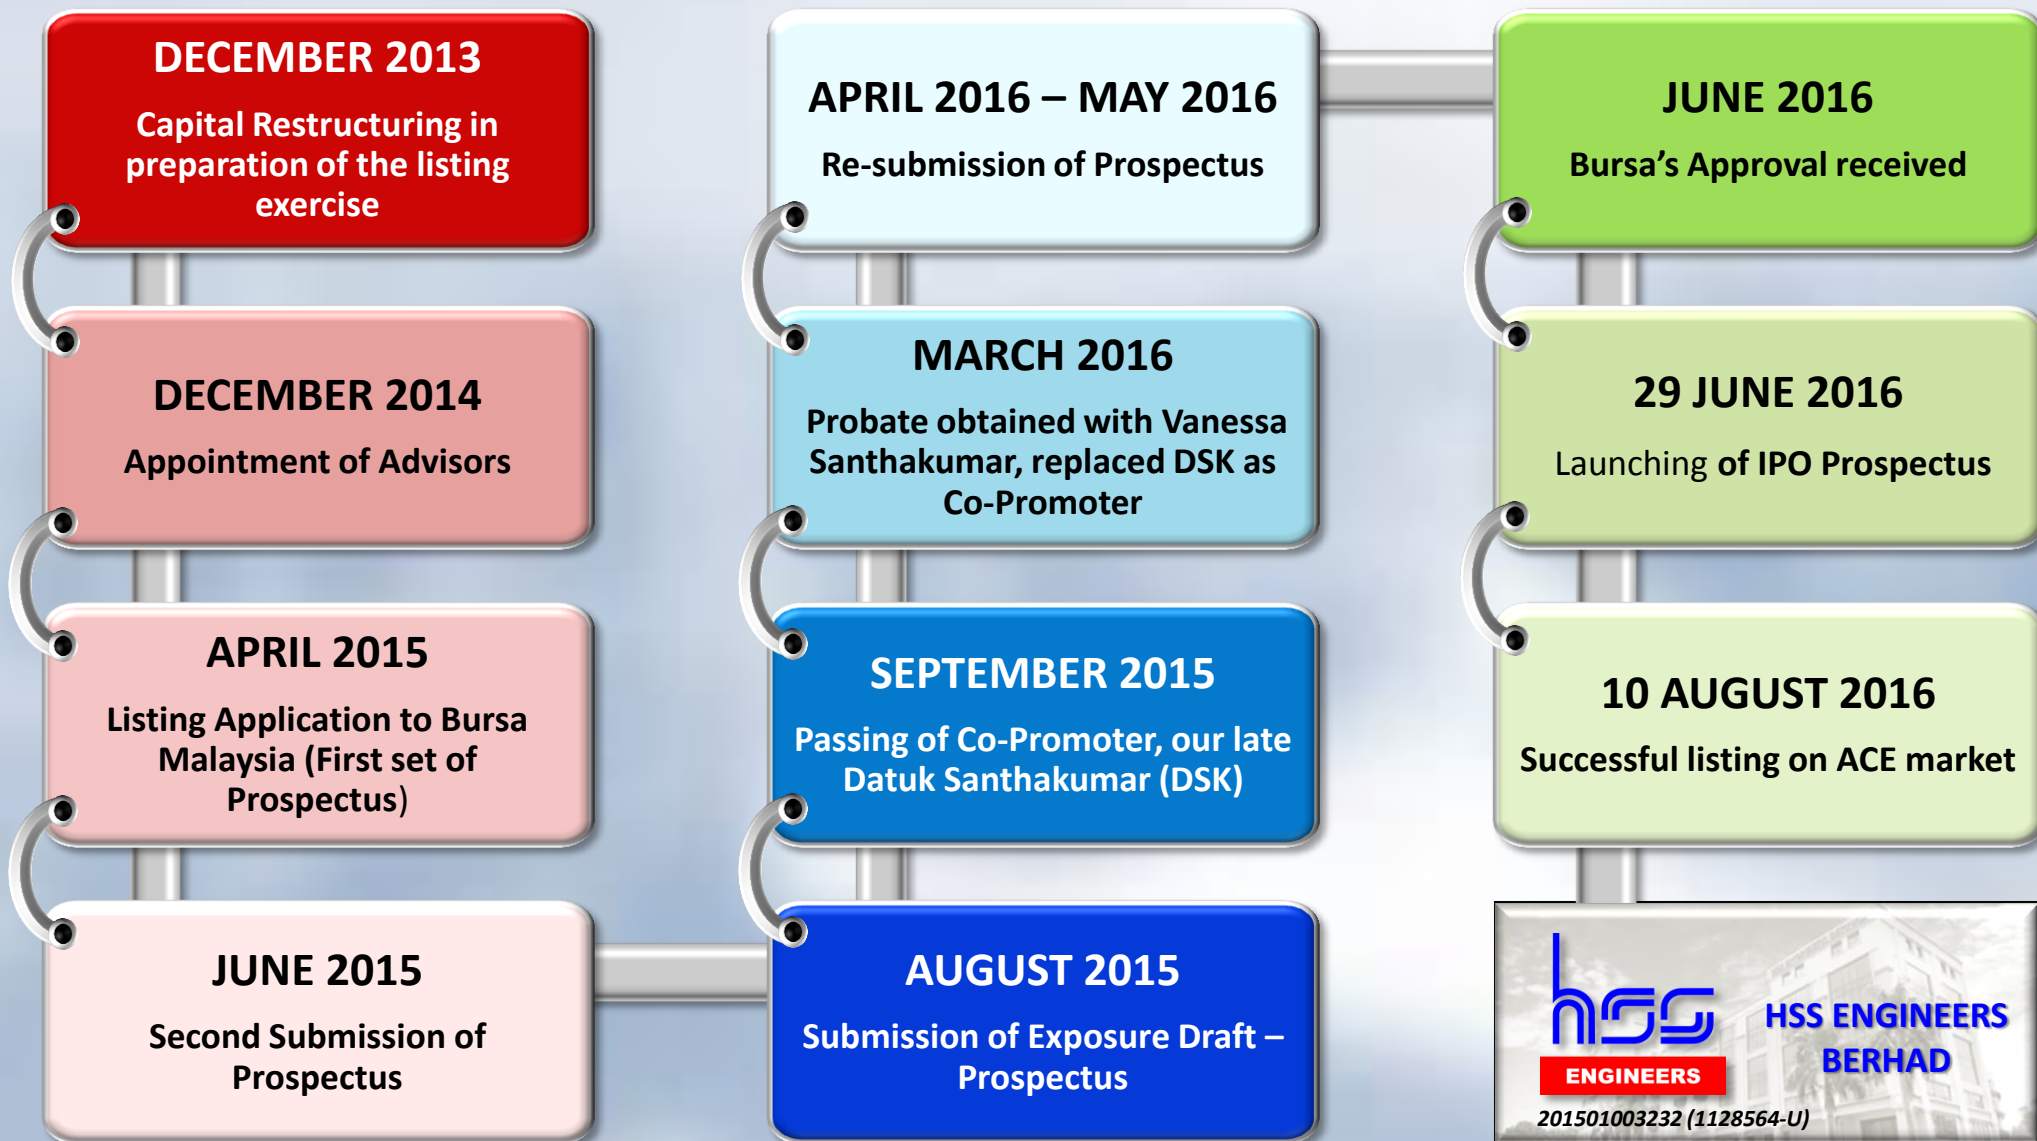 DECEMBER 2013
Capital Restructuring in
preparation of the listing
exercise
DECEMBER 2014
Appointment of Advisors
APRIL 2015
Listing Application to Bursa
Malaysia (First set of
Prospectus)
JUNE 2015
Second Submission of
Prospectus
AUGUST 2015
Submission of Exposure Draft –
Prospectus
SEPTEMBER 2015
Passing of Co-Promoter, our late
Datuk Santhakumar (DSK)
MARCH 2016
Probate obtained with Vanessa
Santhakumar, replaced DSK as
Co-Promoter
APRIL 2016 – MAY 2016
Re-submission of Prospectus
JUNE 2016
Bursa’s Approval received
29 JUNE 2016
Launching of IPO Prospectus
10 AUGUST 2016
Successful listing on ACE market
hss
ENGINEERS
HSS ENGINEERS
BERHAD
201501003232 (1128564-U)